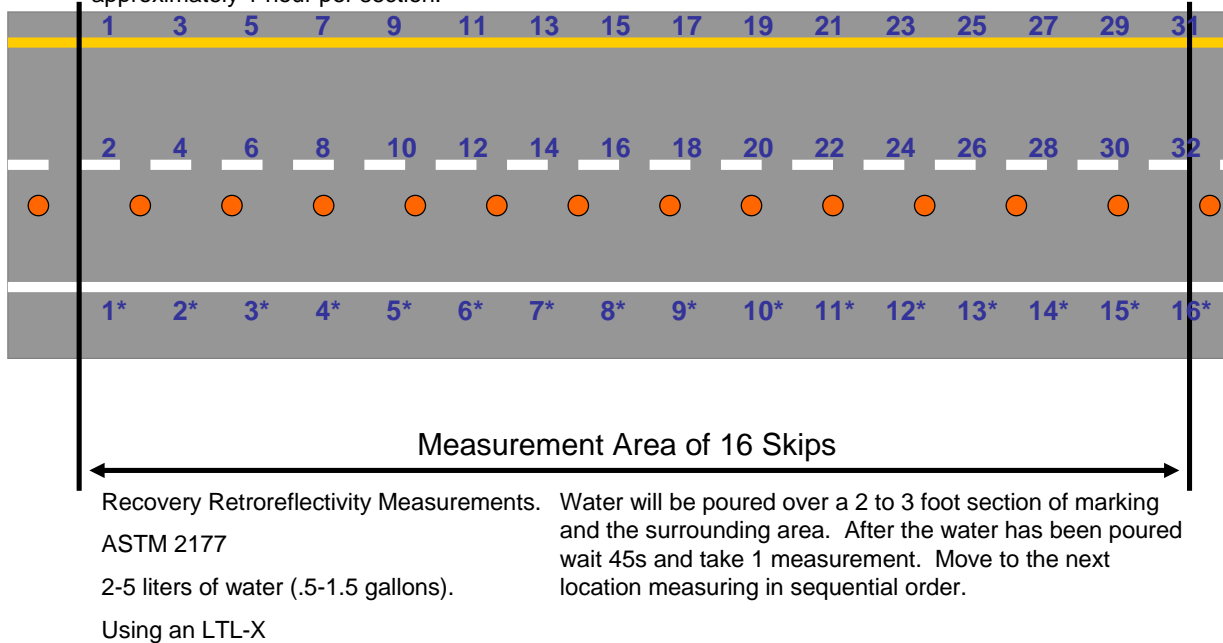 approximately 1 hour per section.
1 3 5 7 9 11 13 15 17 19 21 23 25 27 29 31
2 4 6 8 10 12 14 16 18 20 22 24 26 28 30 32
1* 2* 3* 4* 5* 6* 7* 8* 9* 10* 11* 12* 13* 14* 15* 16*
Measurement Area of 16 Skips
Recovery Retroreflectivity Measurements.
ASTM 2177
2-5 liters of water (.5-1.5 gallons).
Using an LTL-X
Water will be poured over a 2 to 3 foot section of marking
and the surrounding area. After the water has been poured
wait 45s and take 1 measurement. Move to the next
location measuring in sequential order.